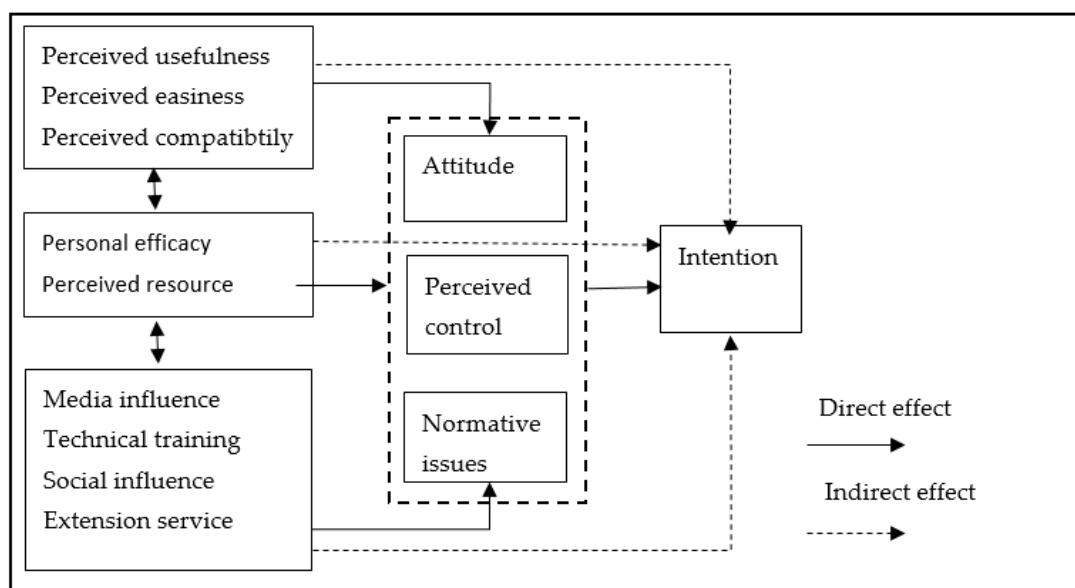 Perceived usefulness
Perceived easiness
Perceived compatibtily
Personal efficacy
Perceived resource
Media influence
Technical training
Social influence
Extension service
Attitude
Perceived
control
Normative
issues
Intention
Direct effect
Indirect effect